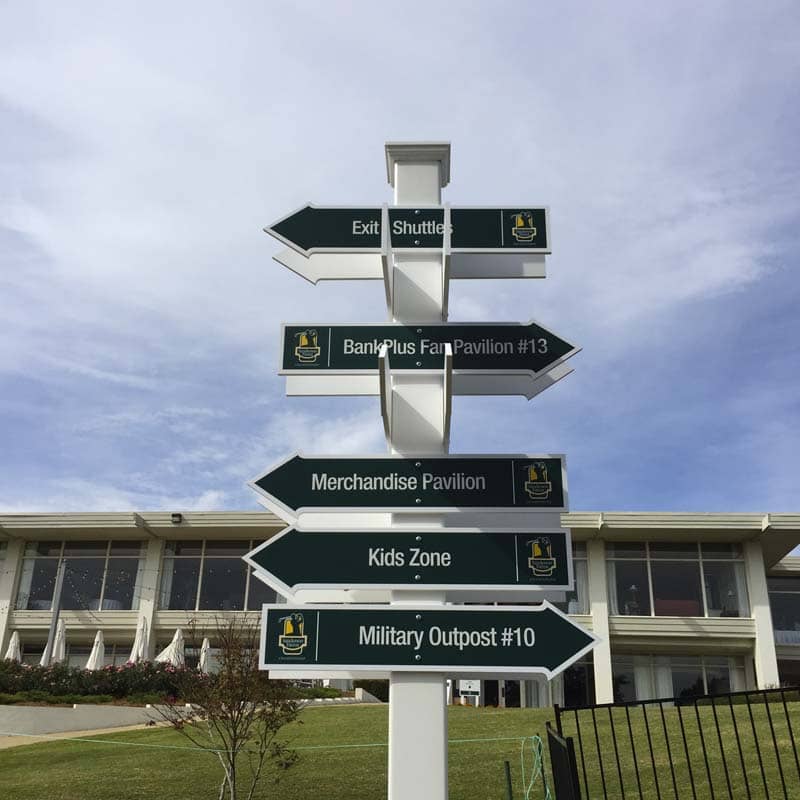 Exit Shuttles
BankPlus Fan Pavilion #13
Merchandise Pavilion
Kids Zone
Military Outpost #10